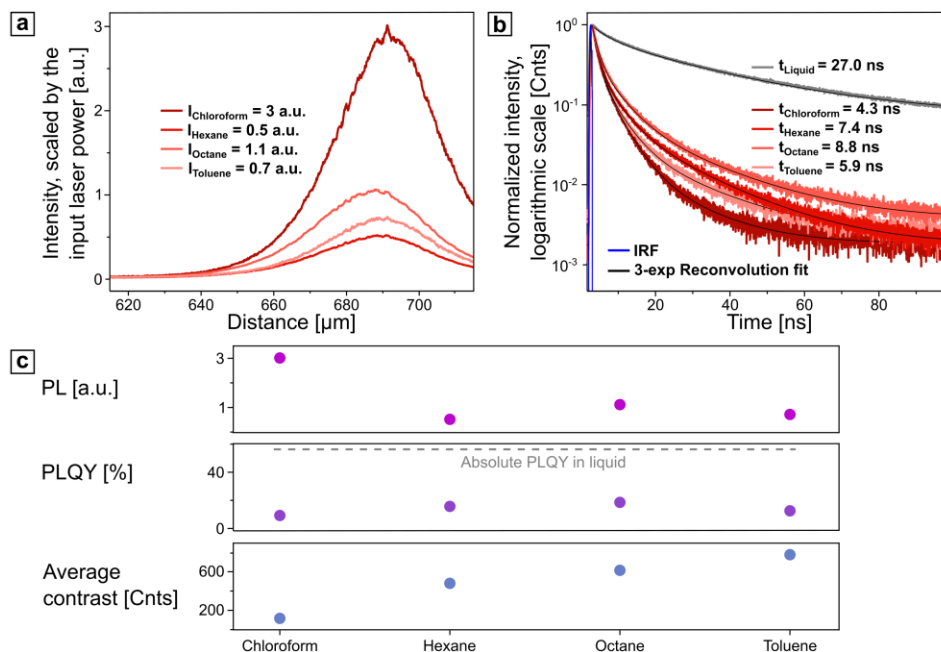 a
Intensity, scaled by the
input laser power [a.u.]
3
2
1
0
I_Chloroform = 3 a.u.
I_Hexane = 0.5 a.u.
I_Octane = 1.1 a.u.
I_Toluene = 0.7 a.u.
620
640
660
680
700
Distance [µm]
b
Normalized intensity,
logarithmic scale [Cnts]
10⁰
10⁻¹
10⁻²
10⁻³
t_Liquid = 27.0 ns
t_Chloroform = 4.3 ns
t_Hexane = 7.4 ns
t_Octane = 8.8 ns
t_Toluene = 5.9 ns
IRF
3-exp Reconvolution fit
20
40
60
80
Time [ns]
c
PL [a.u.]
3
1
PLQY [%]
40
0
Absolute PLQY in liquid
Average
contrast [Cnts]
600
200
Chloroform
Hexane
Octane
Toluene